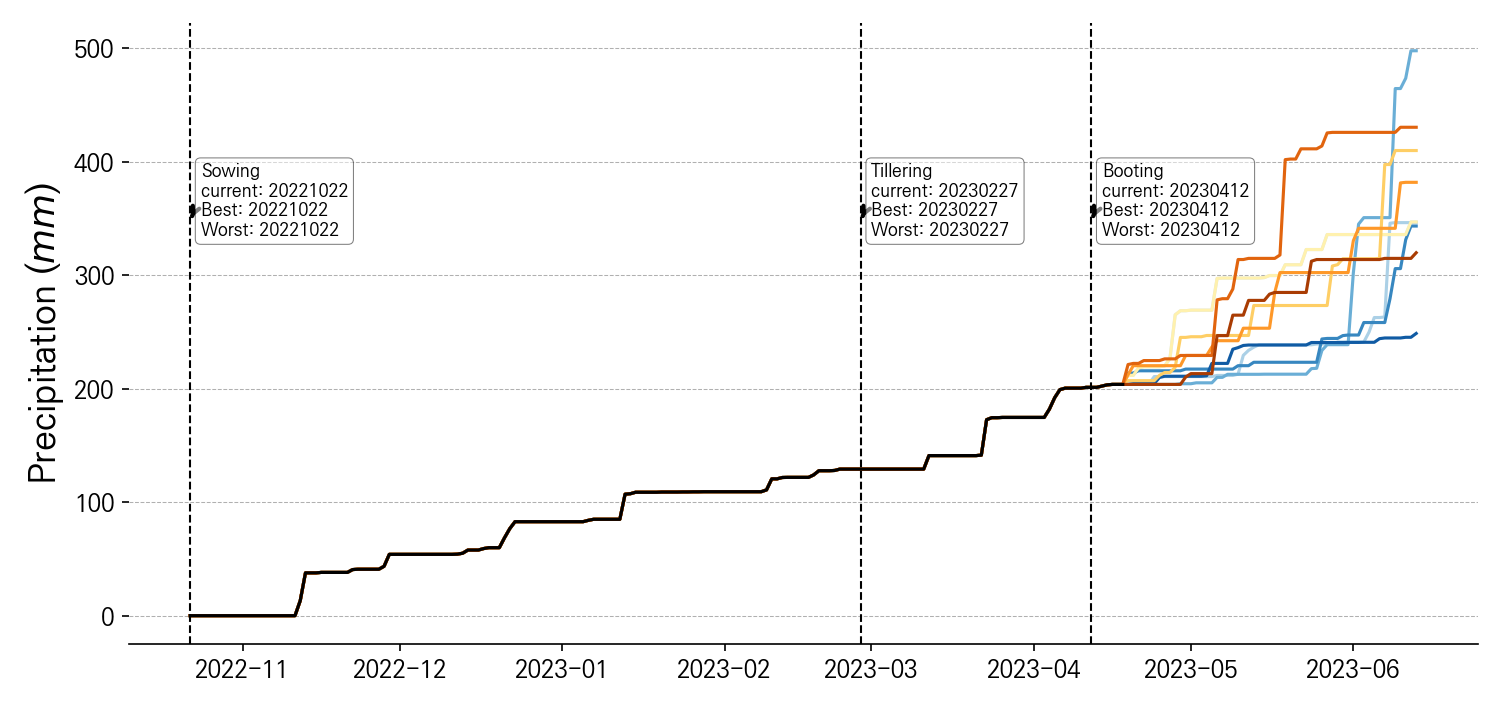 500
400
300
200
100
0
Precipitation (mm)
Sowing
current: 20221022
Best: 20221022
Worst: 20221022
Tillering
current: 20230227
Best: 20230227
Worst: 20230227
Booting
current: 20230412
Best: 20230412
Worst: 20230412
2022−11
2022−12
2023−01
2023−02
2023−03
2023−04
2023−05
2023−06